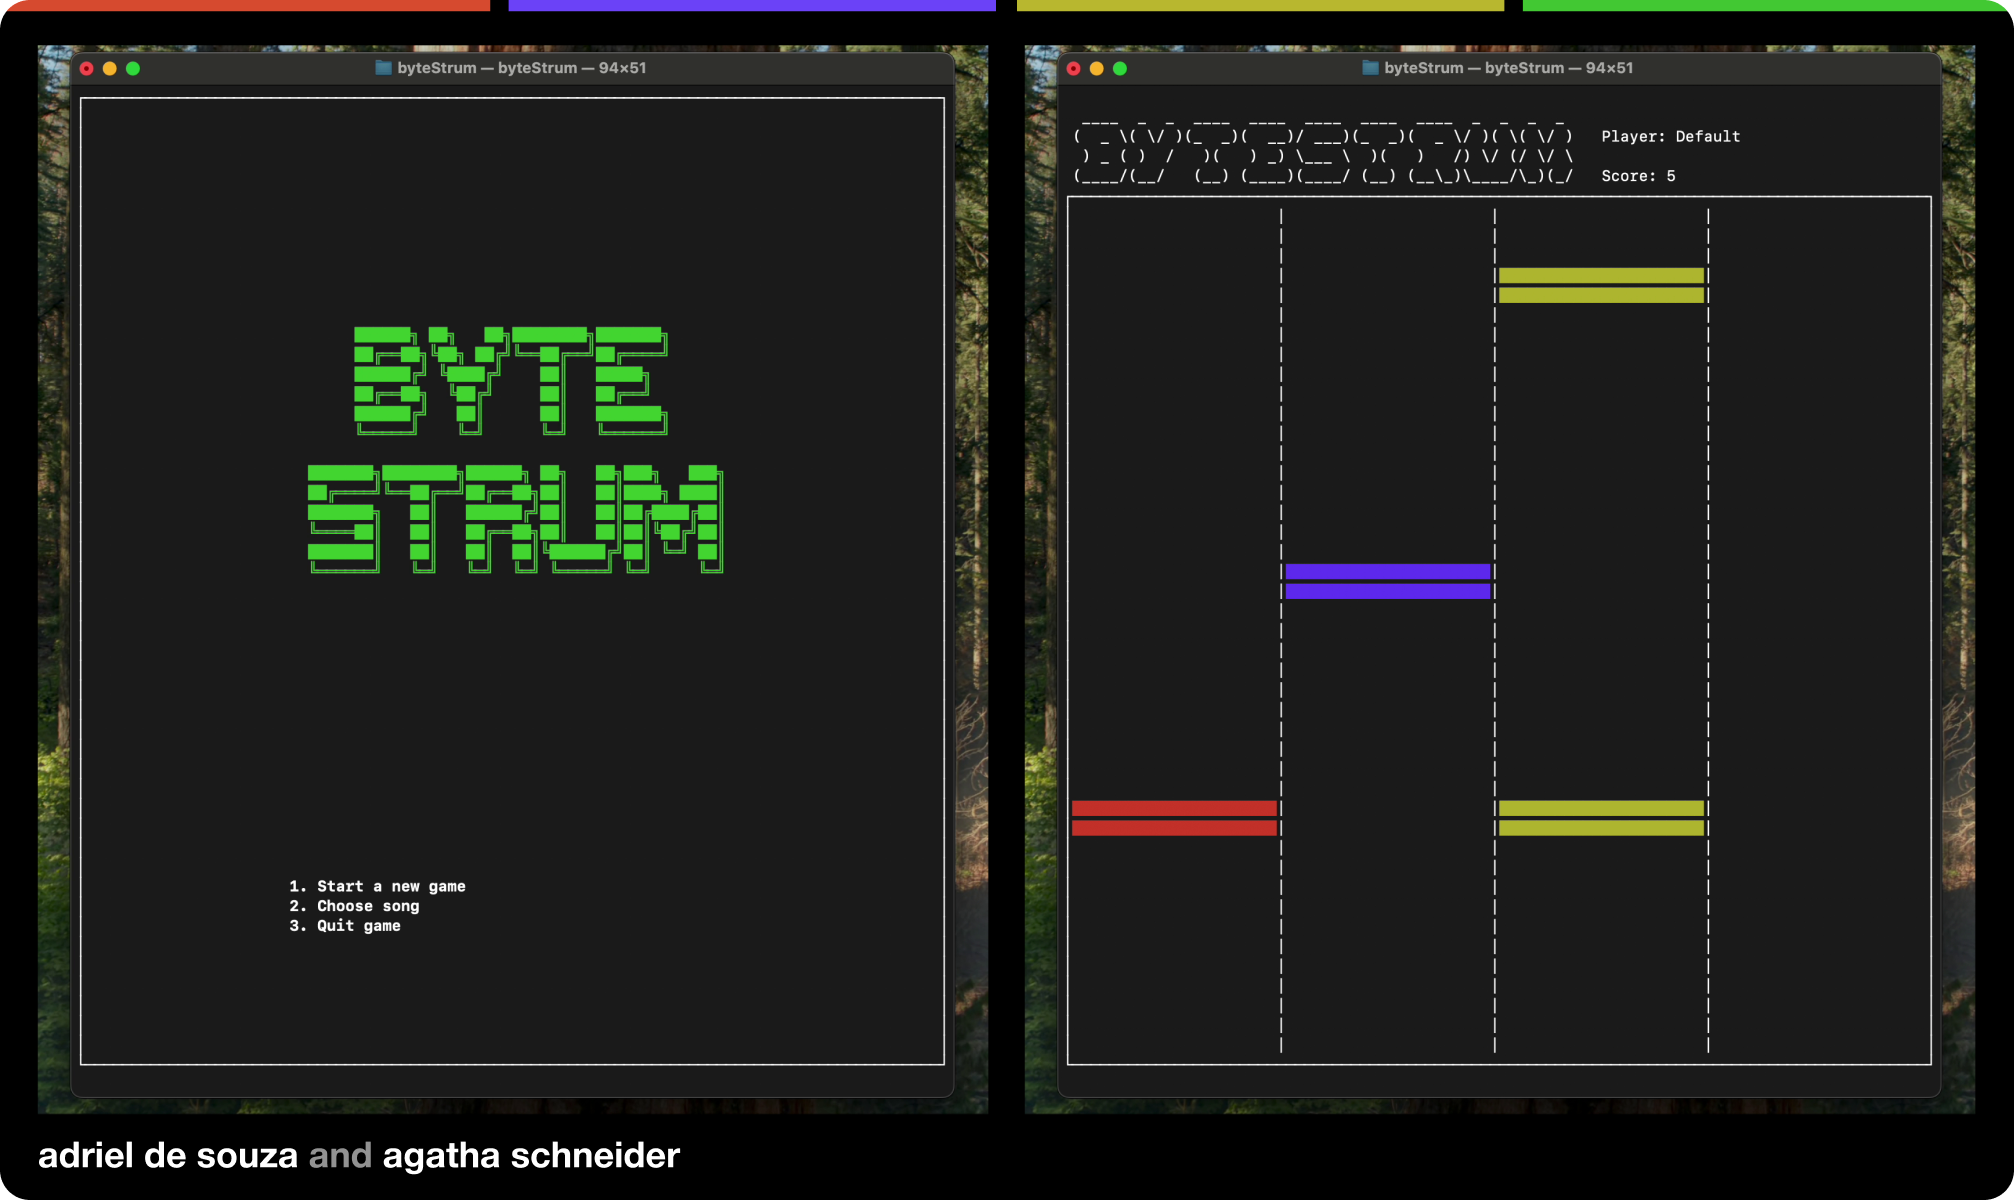 byteStrum — byteStrum — 94×51
BYTE
STRUM
1. Start a new game
2. Choose song
3. Quit game
byteStrum — byteStrum — 94×51
BYTESTRUM
Player: Default
Score: 5
adriel de souza and agatha schneider